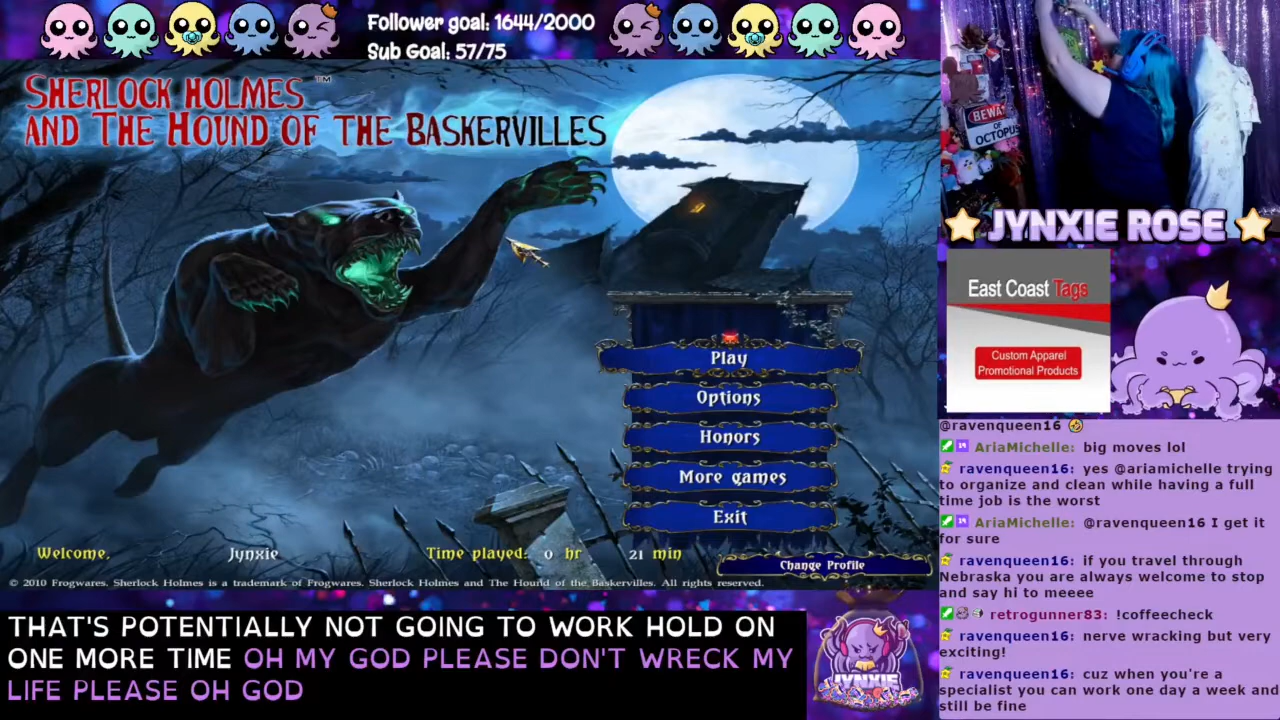 Follower goal: 1644/2000
Sub Goal: 57/75
SHERLOCK HOLMES™
AND THE HOUND OF THE BASKERVILLES
Play
Options
Honors
More games
Exit
Welcome, Jynxie Time played: 0 hr 21 min
Change Profile
© 2010 Frogwares. Sherlock Holmes is a trademark of Frogwares. Sherlock Holmes and The Hound of the Baskervilles. All rights reserved.
THAT'S POTENTIALLY NOT GOING TO WORK HOLD ON
ONE MORE TIME OH MY GOD PLEASE DON'T WRECK MY
LIFE PLEASE OH GOD
JYNXIE
BEWARE
OF
OCTOPUS
JYNXIE ROSE
East Coast Tags
Custom Apparel
Promotional Products
@ravenqueen16
AriaMichelle: big moves lol
ravenqueen16: yes @ariamichelle trying
to organize and clean while having a full
time job is the worst
AriaMichelle: @ravenqueen16 I get it
for sure
ravenqueen16: if you travel through
Nebraska you are always welcome to stop
and say hi to meeee
retrogunner83: !coffeecheck
ravenqueen16: nerve wracking but very
exciting!
ravenqueen16: cuz when you're a
specialist you can work one day a week and
still be fine